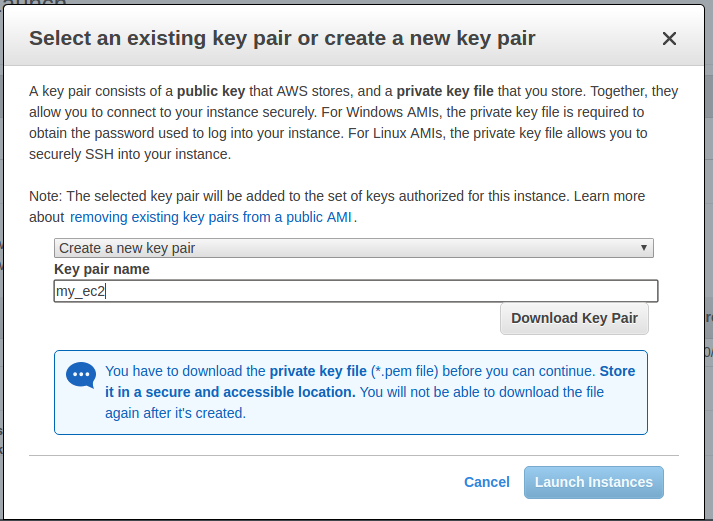 Select an existing key pair or create a new key pair
A key pair consists of a public key that AWS stores, and a private key file that you store. Together, they
allow you to connect to your instance securely. For Windows AMIs, the private key file is required to
obtain the password used to log into your instance. For Linux AMIs, the private key file allows you to
securely SSH into your instance.
Note: The selected key pair will be added to the set of keys authorized for this instance. Learn more
about removing existing key pairs from a public AMI.
Create a new key pair
Key pair name
my_ec2
Download Key Pair
You have to download the private key file (*.pem file) before you can continue. Store
it in a secure and accessible location. You will not be able to download the file
again after it's created.
Cancel
Launch Instances